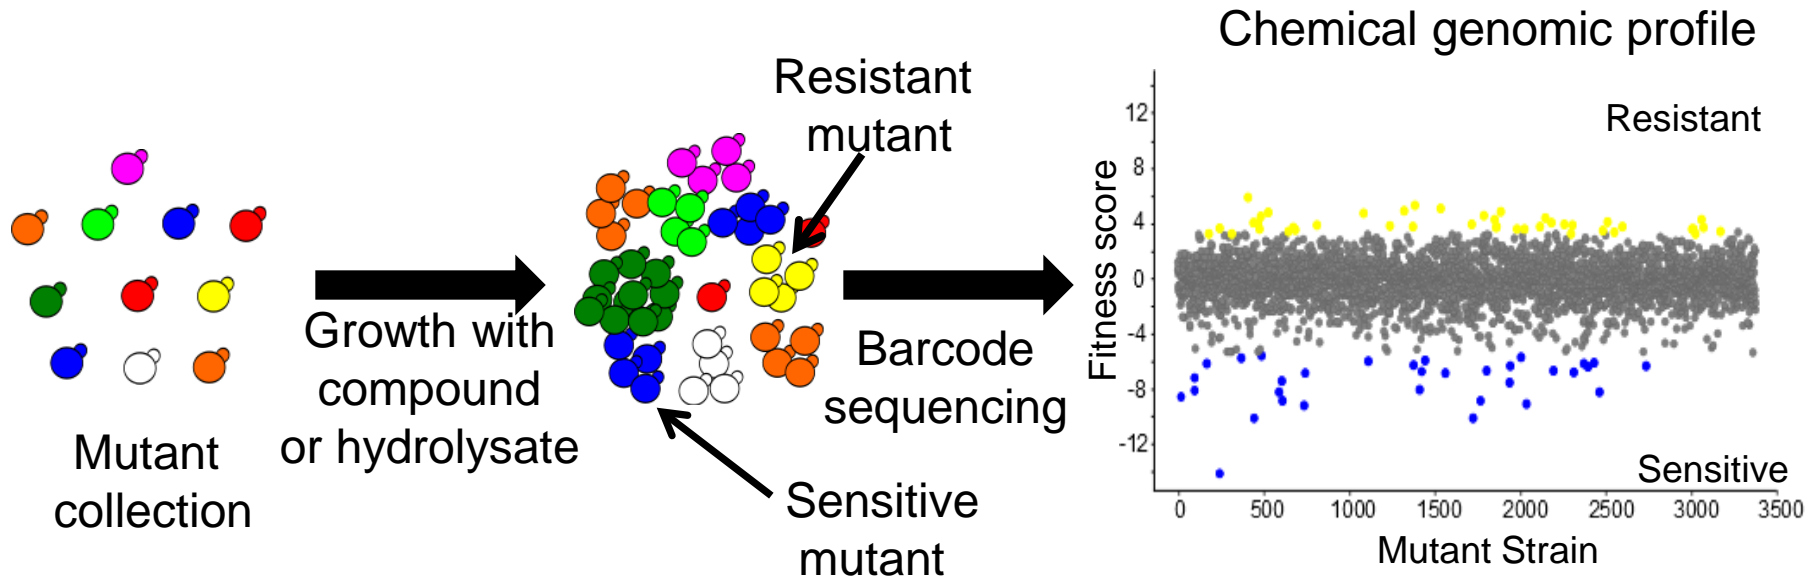 Chemical genomic profile
Resistant
mutant
Mutant
collection
Growth with
compound
or hydrolysate
Sensitive
mutant
Barcode
sequencing
Fitness score
12
8
4
0
-4
-8
-12
Resistant
Sensitive
0 500 1000 1500 2000 2500 3000 3500
Mutant Strain